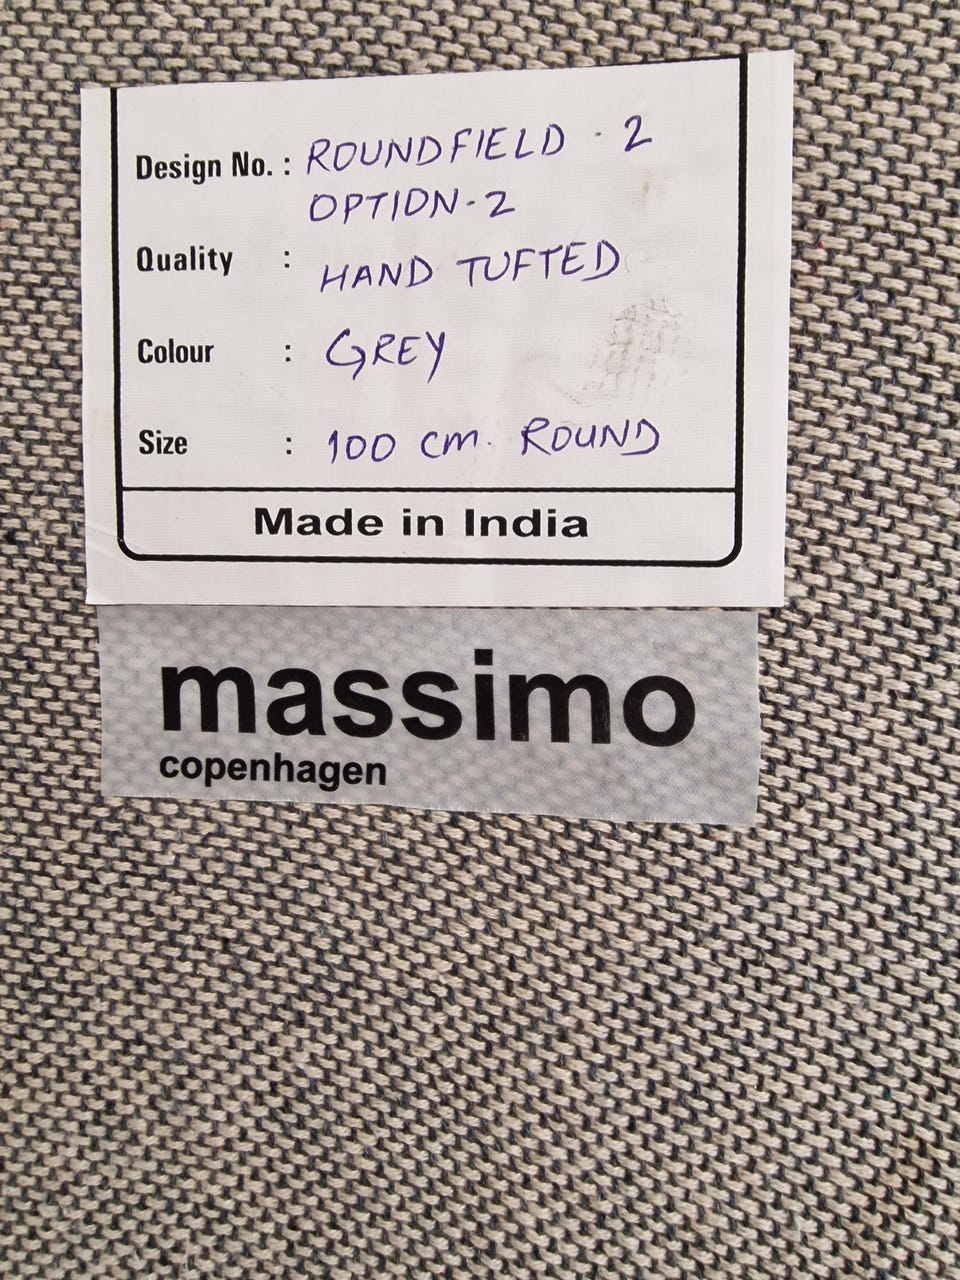 Design No. : ROUNDFIELD - 2
OPTION-2
Quality : HAND TUFTED
Colour : GREY
Size : 100 cm. ROUND
Made in India
massimo
copenhagen